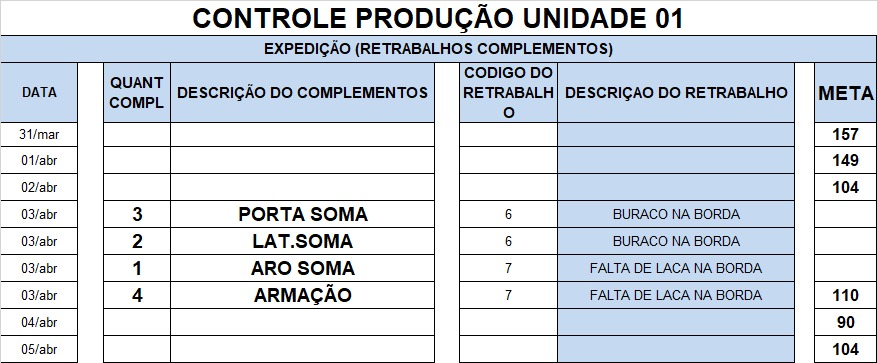 CONTROLE PRODUÇÃO UNIDADE 01
EXPEDIÇÃO (RETRABALHOS COMPLEMENTOS)
DATA QUANT COMPL DESCRIÇÃO DO COMPLEMENTOS CODIGO DO RETRABALHO DESCRIÇAO DO RETRABALHO META
31/mar 157
01/abr 149
02/abr 104
03/abr 3 PORTA SOMA 6 BURACO NA BORDA
03/abr 2 LAT.SOMA 6 BURACO NA BORDA
03/abr 1 ARO SOMA 7 FALTA DE LACA NA BORDA
03/abr 4 ARMAÇÃO 7 FALTA DE LACA NA BORDA 110
04/abr 90
05/abr 104